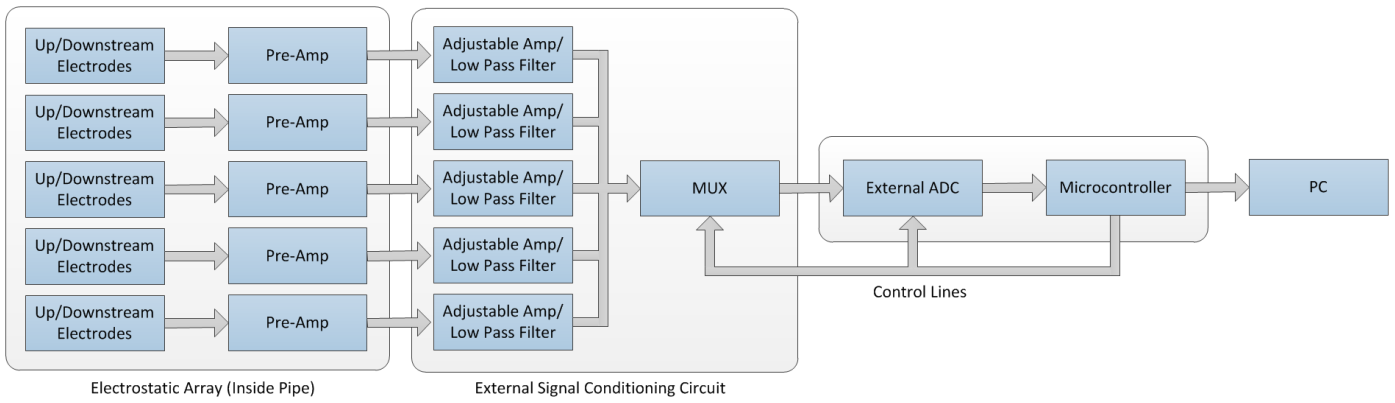 Up/Downstream
Electrodes
Pre-Amp
Adjustable Amp/
Low Pass Filter
Up/Downstream
Electrodes
Pre-Amp
Adjustable Amp/
Low Pass Filter
Up/Downstream
Electrodes
Pre-Amp
Adjustable Amp/
Low Pass Filter
MUX
External ADC
Microcontroller
PC
Up/Downstream
Electrodes
Pre-Amp
Adjustable Amp/
Low Pass Filter
Control Lines
Up/Downstream
Electrodes
Pre-Amp
Adjustable Amp/
Low Pass Filter
Electrostatic Array (Inside Pipe)
External Signal Conditioning Circuit